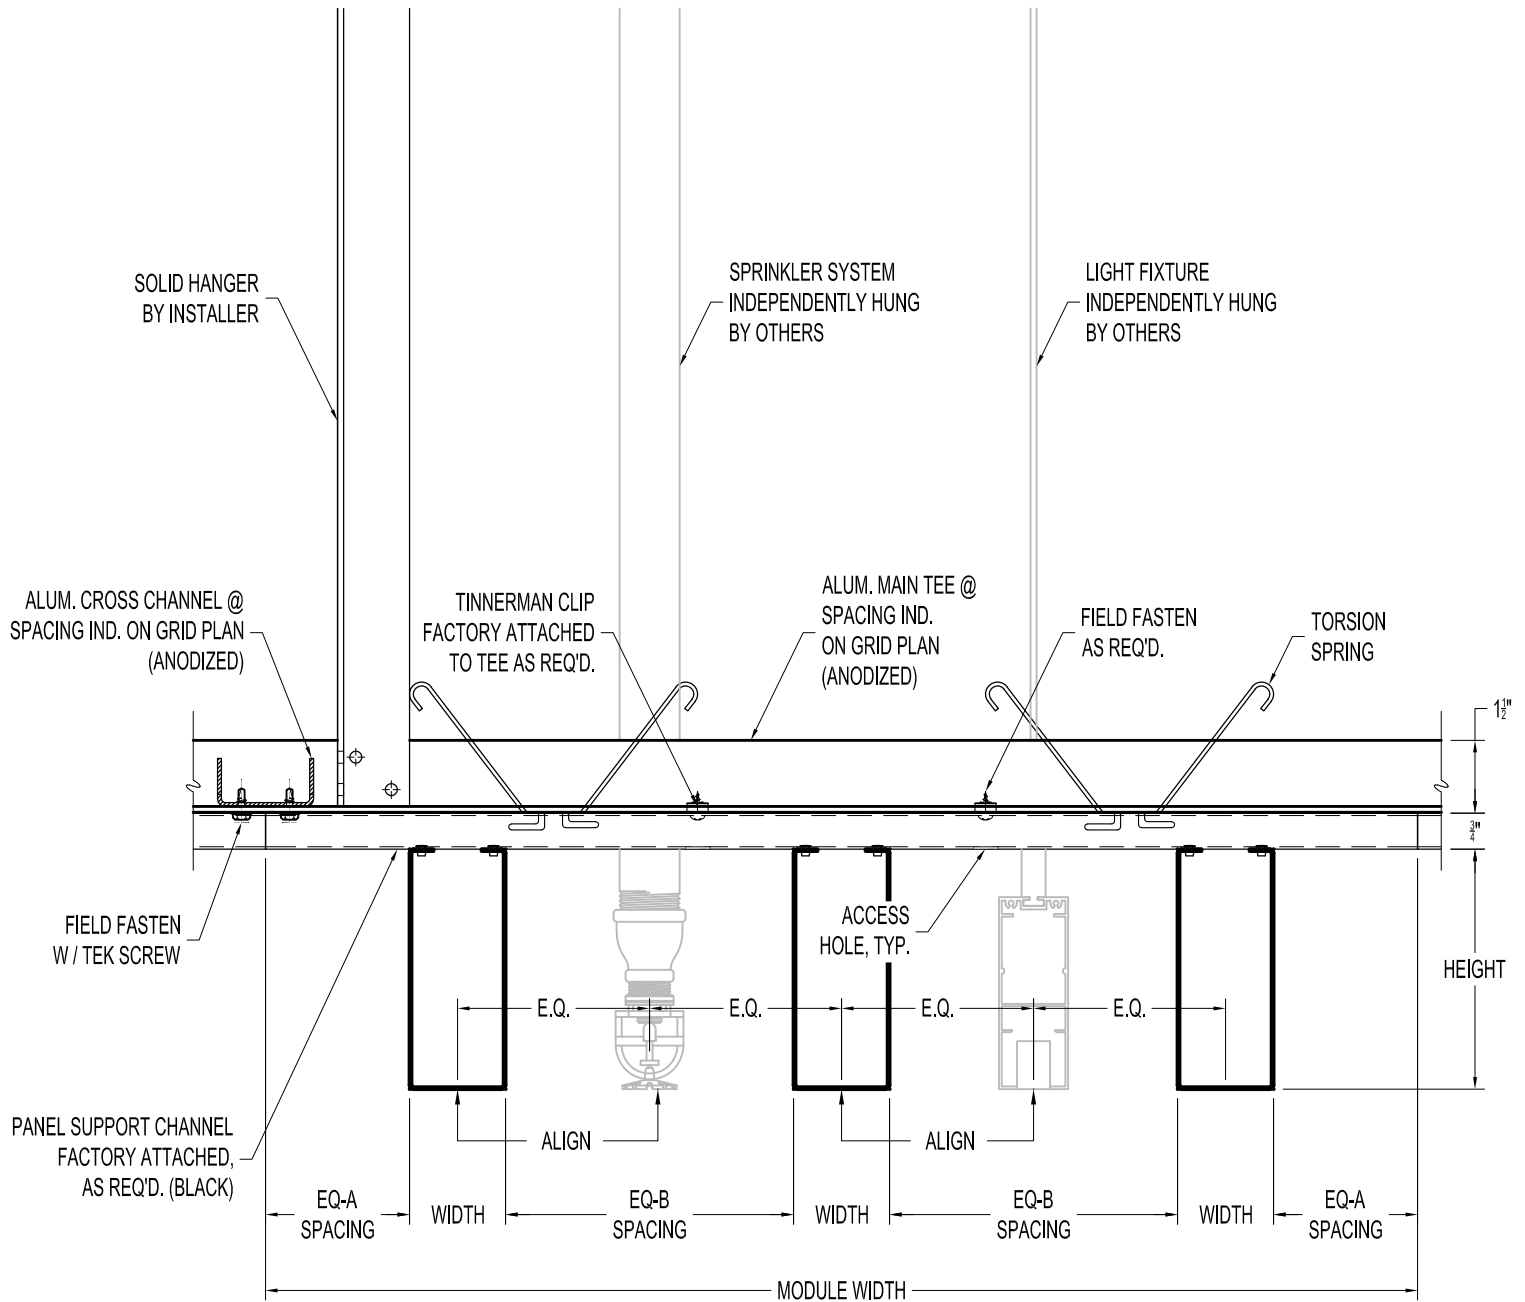 SOLID HANGER
BY INSTALLER
SPRINKLER SYSTEM
INDEPENDENTLY HUNG
BY OTHERS
LIGHT FIXTURE
INDEPENDENTLY HUNG
BY OTHERS
ALUM. CROSS CHANNEL @
SPACING IND. ON GRID PLAN
(ANODIZED)
TINNERMAN CLIP
FACTORY ATTACHED
TO TEE AS REQ'D.
ALUM. MAIN TEE @
SPACING IND.
ON GRID PLAN
(ANODIZED)
FIELD FASTEN
AS REQ'D.
TORSION
SPRING
1½"
¾"
FIELD FASTEN
W / TEK SCREW
ACCESS
HOLE, TYP.
HEIGHT
E.Q.
E.Q.
E.Q.
E.Q.
PANEL SUPPORT CHANNEL
FACTORY ATTACHED,
AS REQ'D. (BLACK)
ALIGN
ALIGN
EQ-A
SPACING
WIDTH
EQ-B
SPACING
WIDTH
EQ-B
SPACING
WIDTH
EQ-A
SPACING
MODULE WIDTH